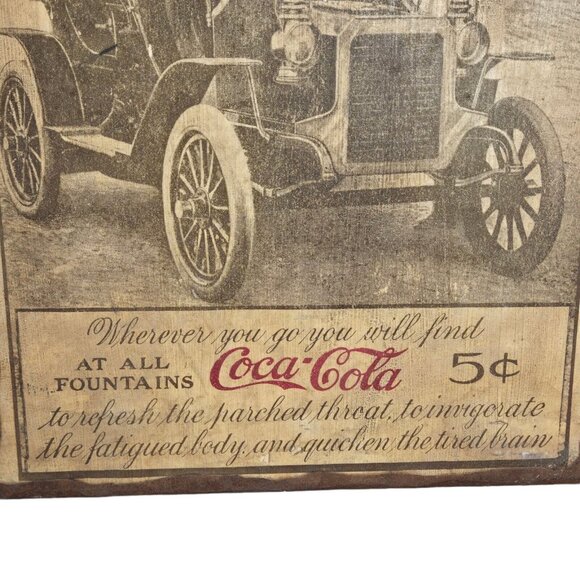 Wherever you go you will find
AT ALL FOUNTAINS Coca-Cola 5¢
to refresh the parched throat, to invigorate
the fatigued body, and quicken the tired brain